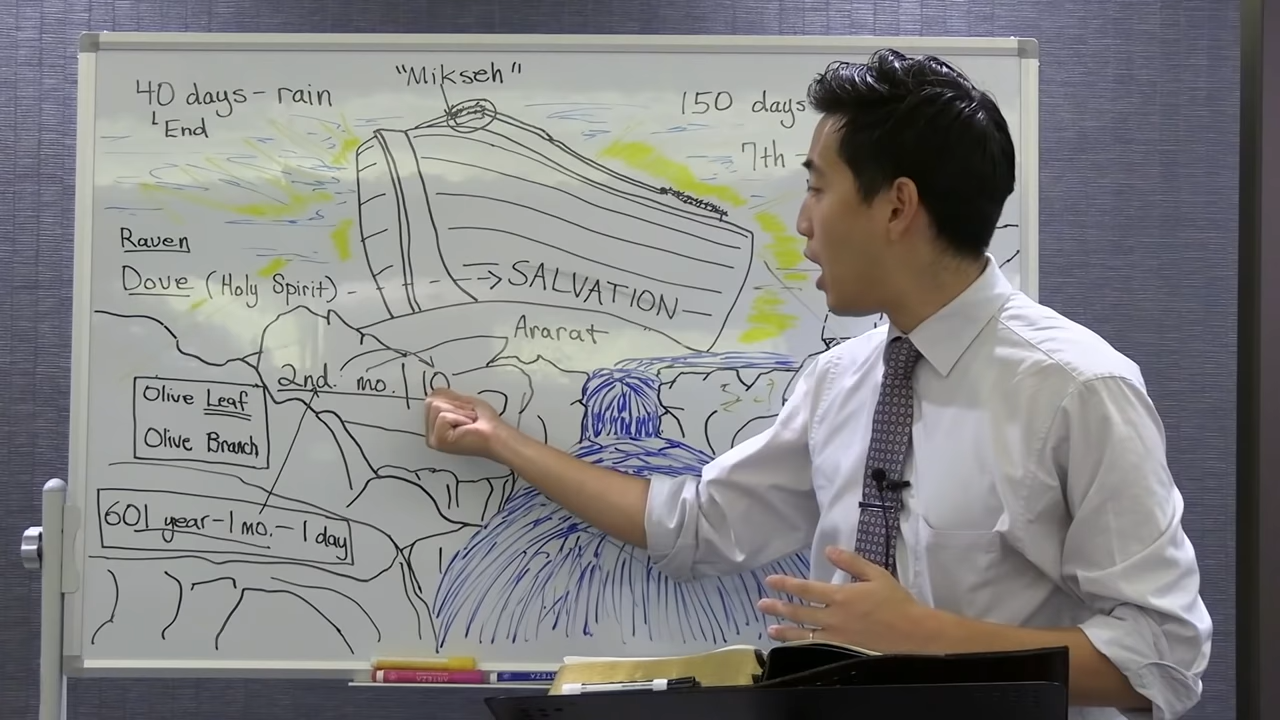 "Mikseh"
40 days - rain
End
150 days
7th -
Raven
Dove (Holy Spirit) - - - - ->
SALVATION
Ararat
2nd. mo. | 10
Olive Leaf
Olive Branch
601 year - 1 mo. - 1 day
ARTEZA